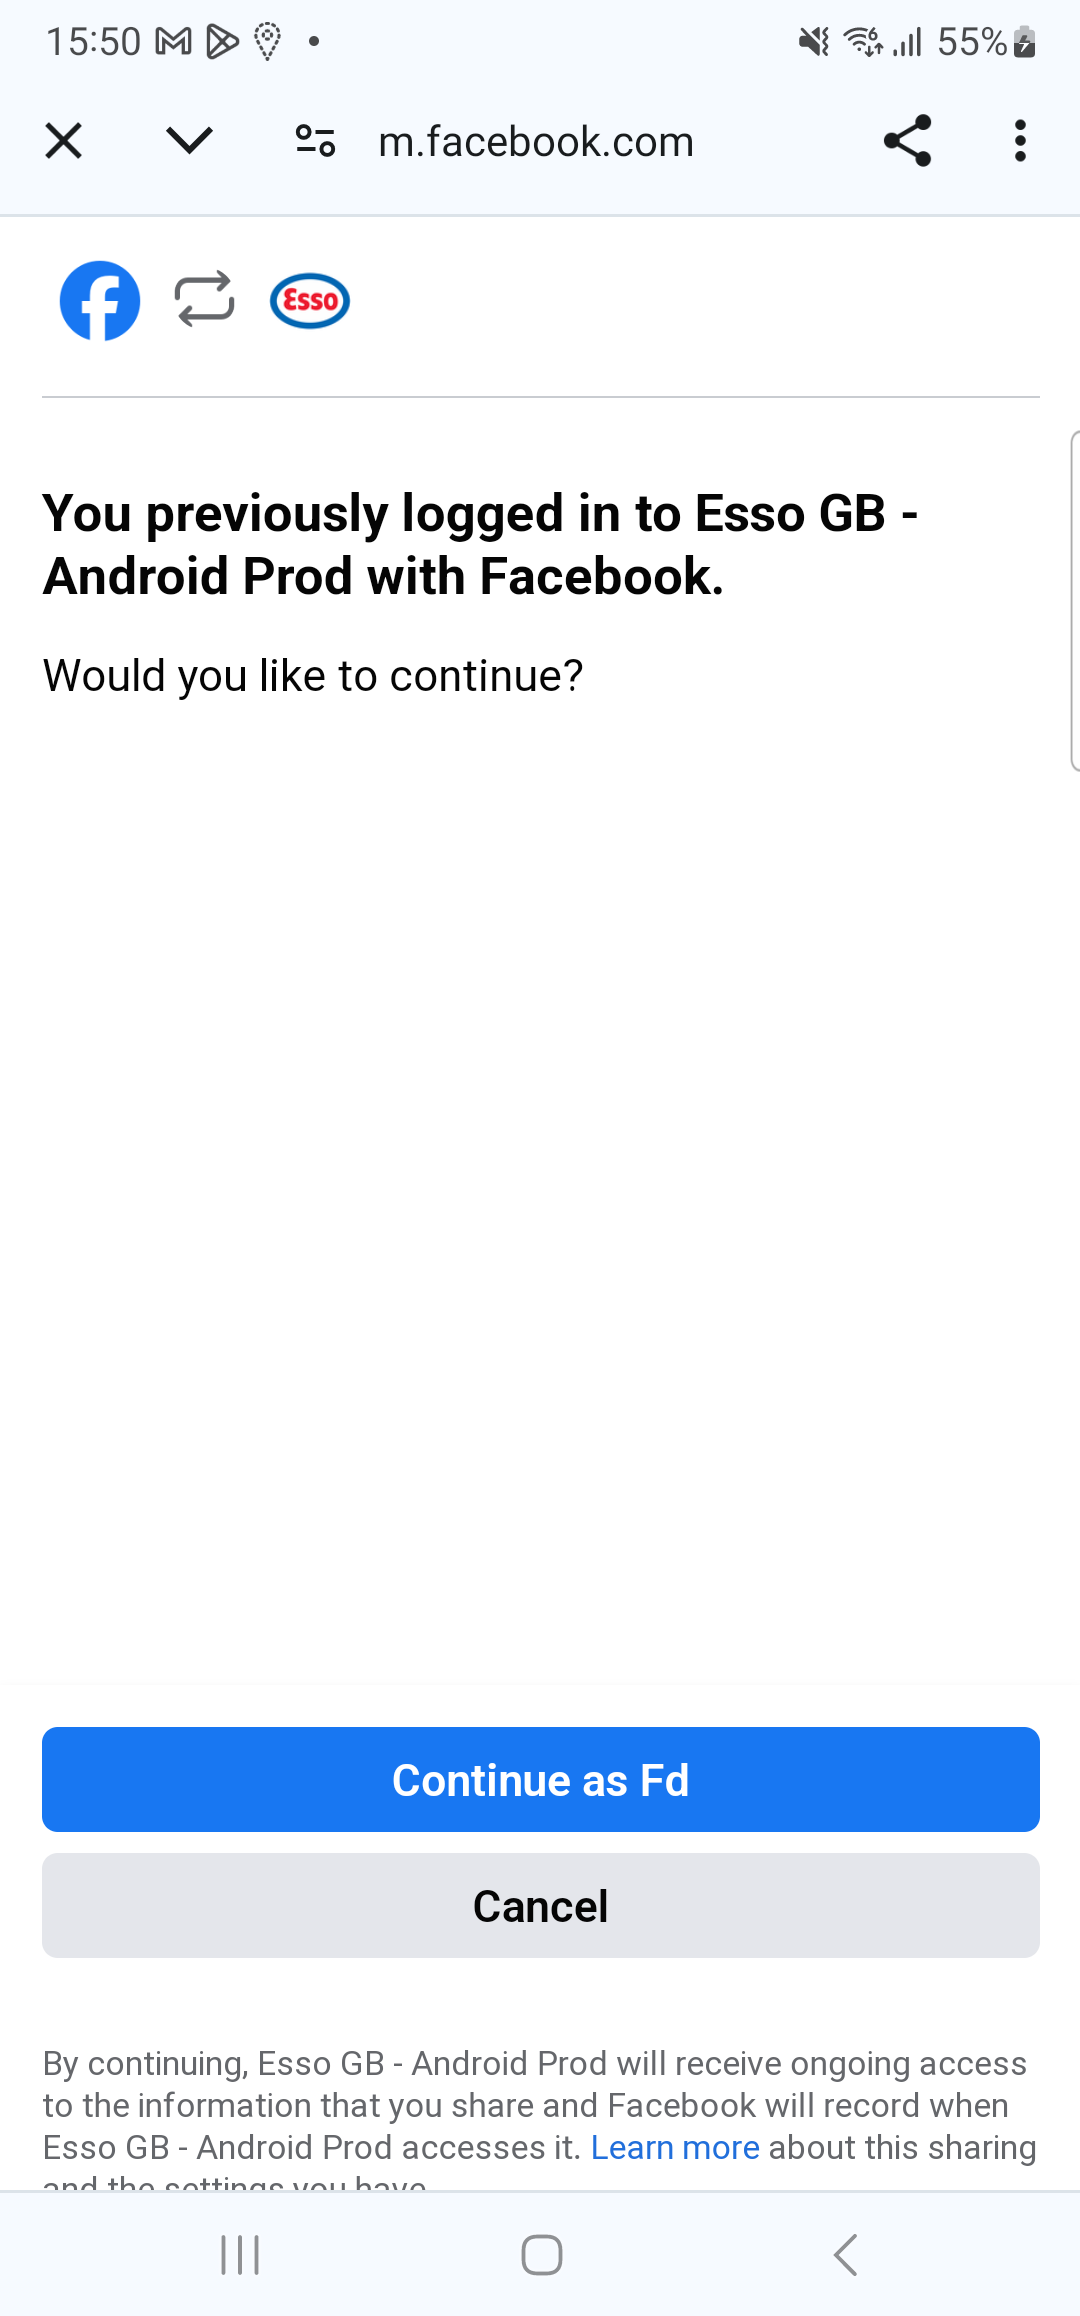 15:50
55%
m.facebook.com
Esso
You previously logged in to Esso GB -
Android Prod with Facebook.
Would you like to continue?
Continue as Fd
Cancel
By continuing, Esso GB - Android Prod will receive ongoing access
to the information that you share and Facebook will record when
Esso GB - Android Prod accesses it. Learn more about this sharing
and the settings you have.